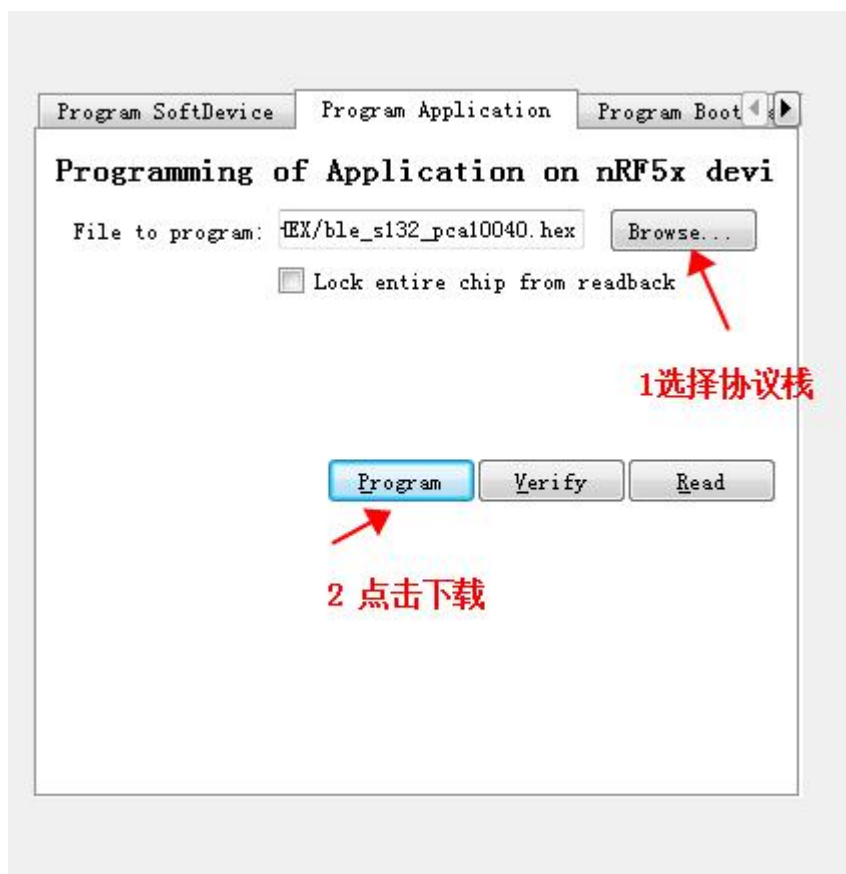 Program SoftDevice Program Application Program Boot
Programming of Application on nRF5x devi
File to program: HEX/ble_s132_pca10040.hex Browse...
Lock entire chip from readback
1选择协议栈
Program Verify Read
2 点击下载